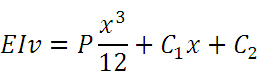 EIv = P x³/12 + C₁x + C₂